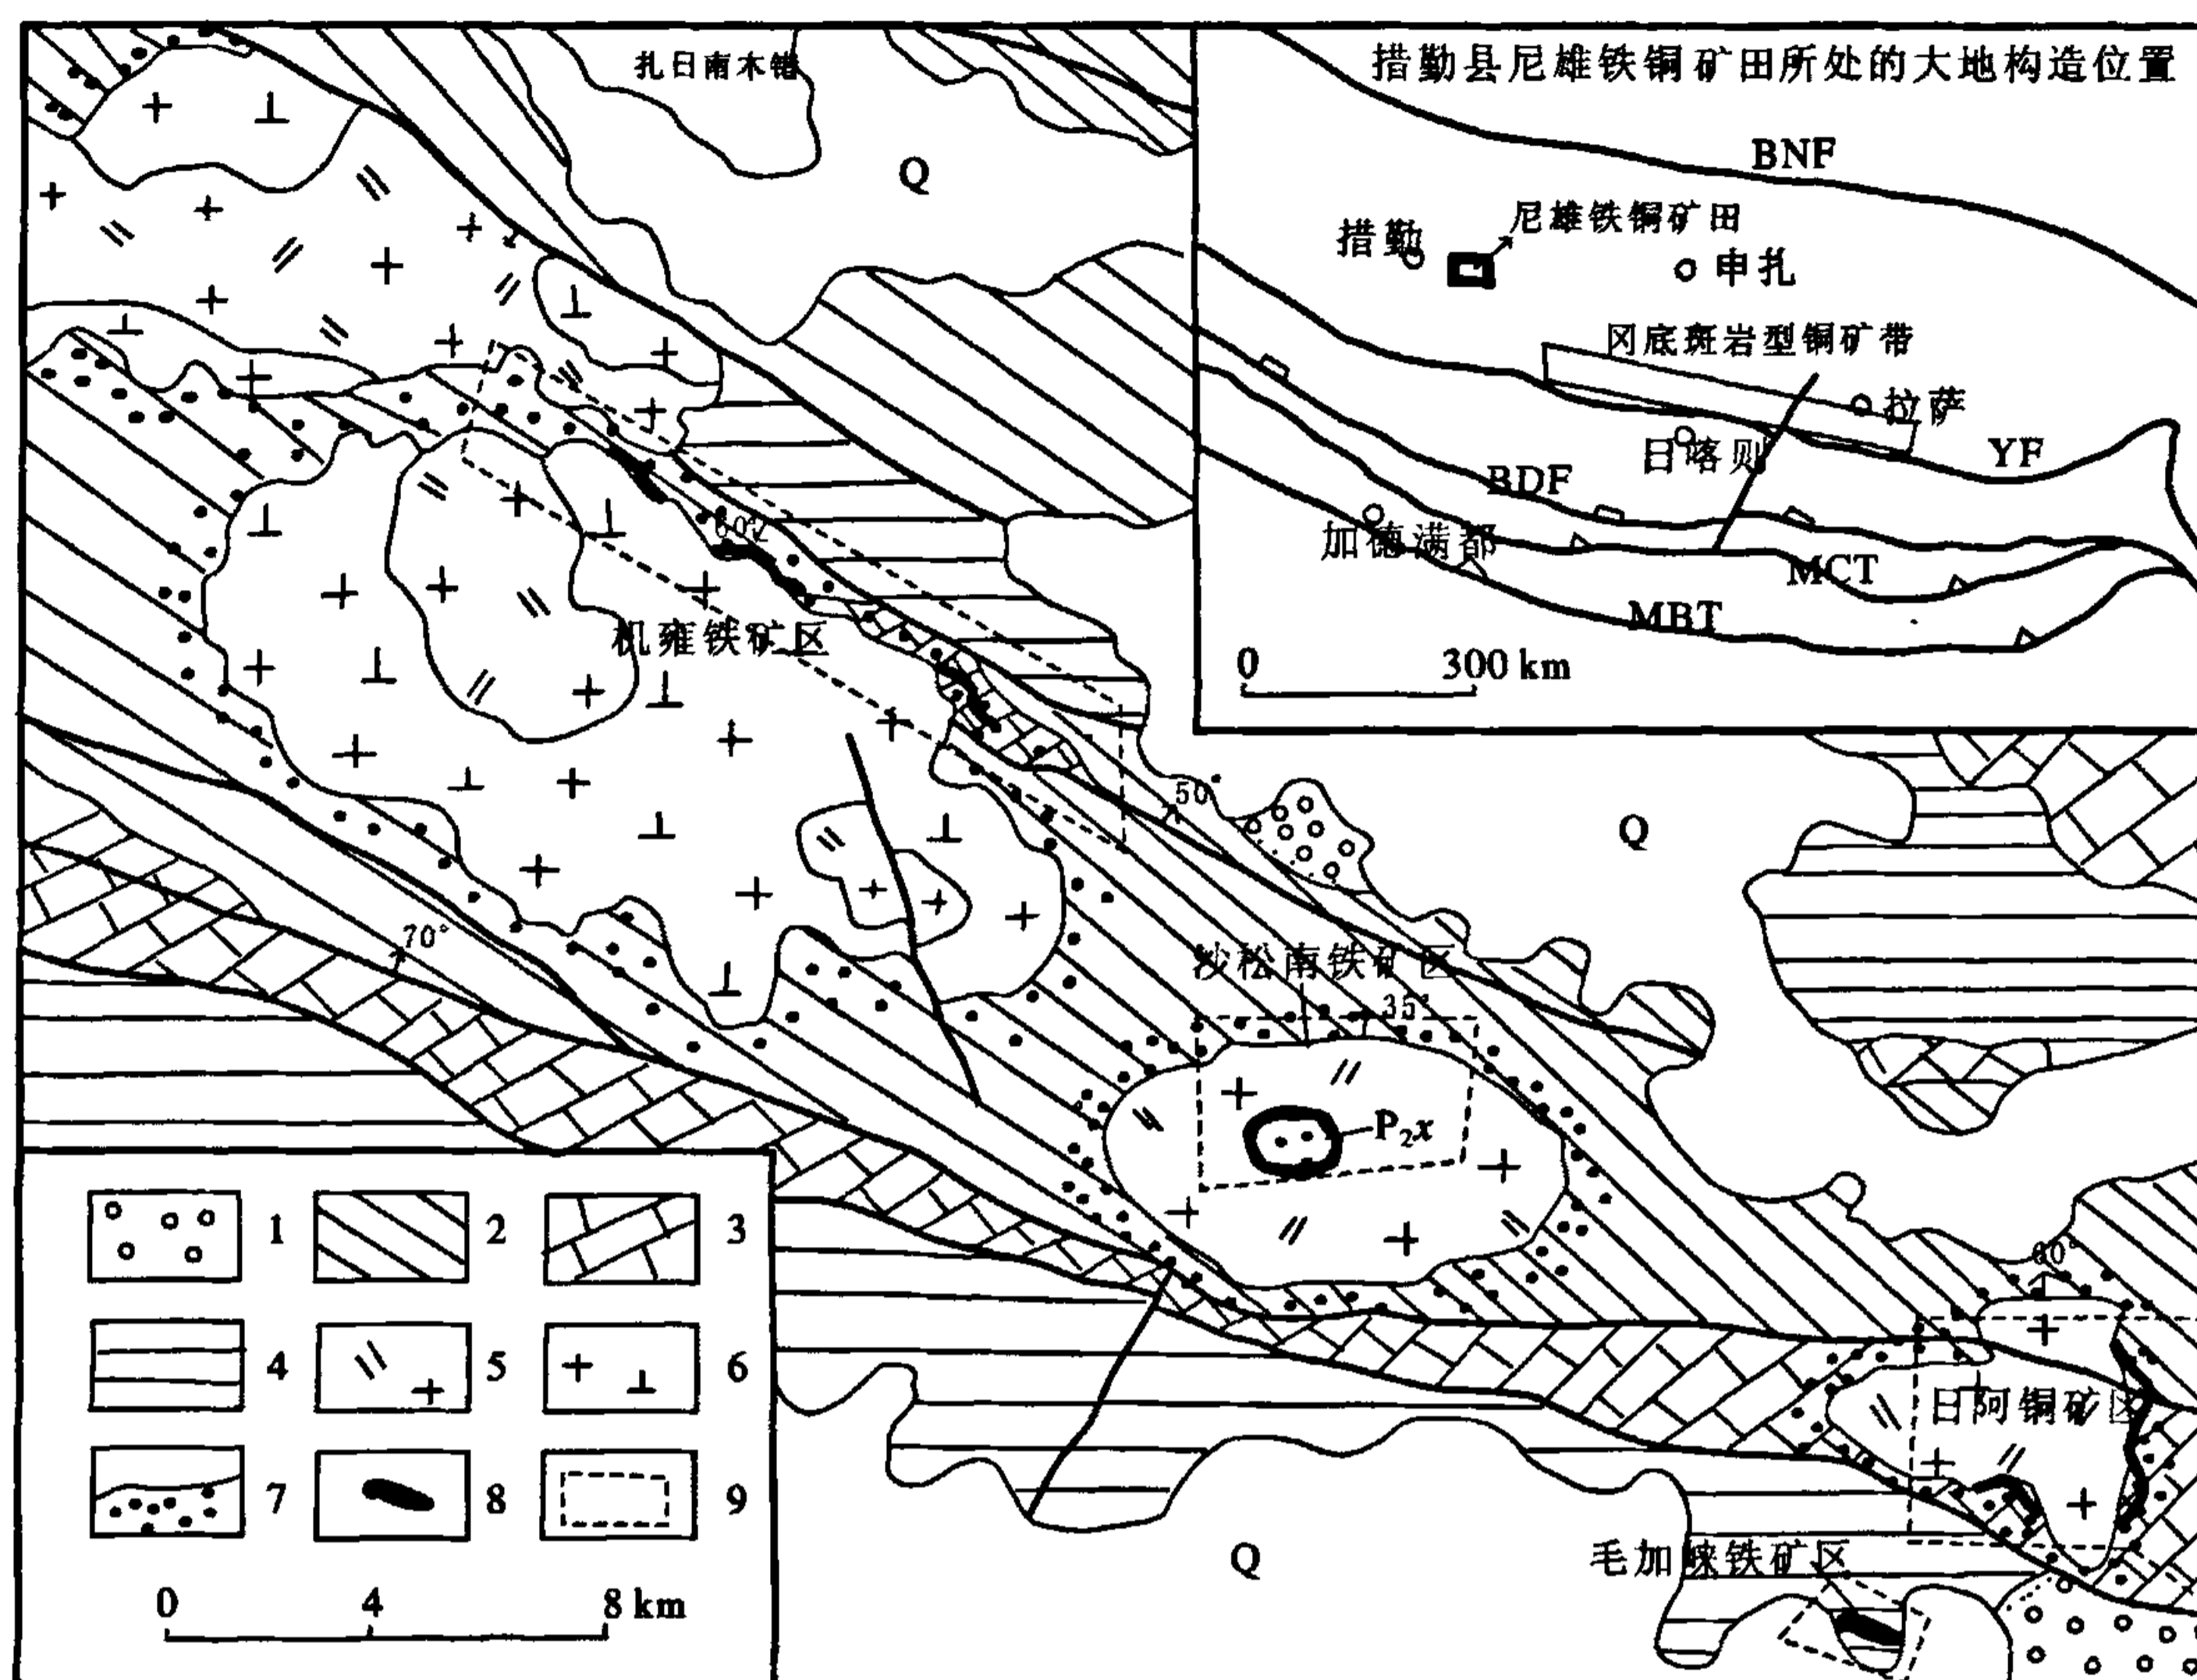 扎日南木错
Q
60°
机雍铁矿区
50°
Q
70°
沙松南铁矿区
35°
P₂x
80°
日阿铜矿区
毛加崃铁矿区
Q
措勤县尼雄铁铜矿田所处的大地构造位置
BNF
措勤
尼雄铁铜矿田
申扎
冈底斑岩型铜矿带
拉萨
日喀则
YF
BDF
加德满都
MCT
MBT
0 300 km
1 2 3
4 5 6
7 8 9
0 4 8 km